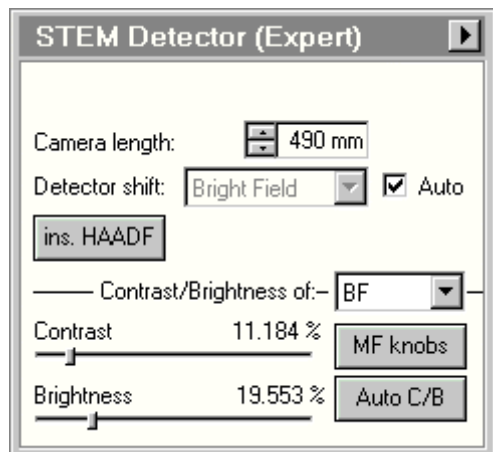 STEM Detector (Expert)
Camera length: 490 mm
Detector shift: Bright Field Auto
ins. HAADF
Contrast/Brightness of: BF
Contrast 11.184 % MF knobs
Brightness 19.553 % Auto C/B